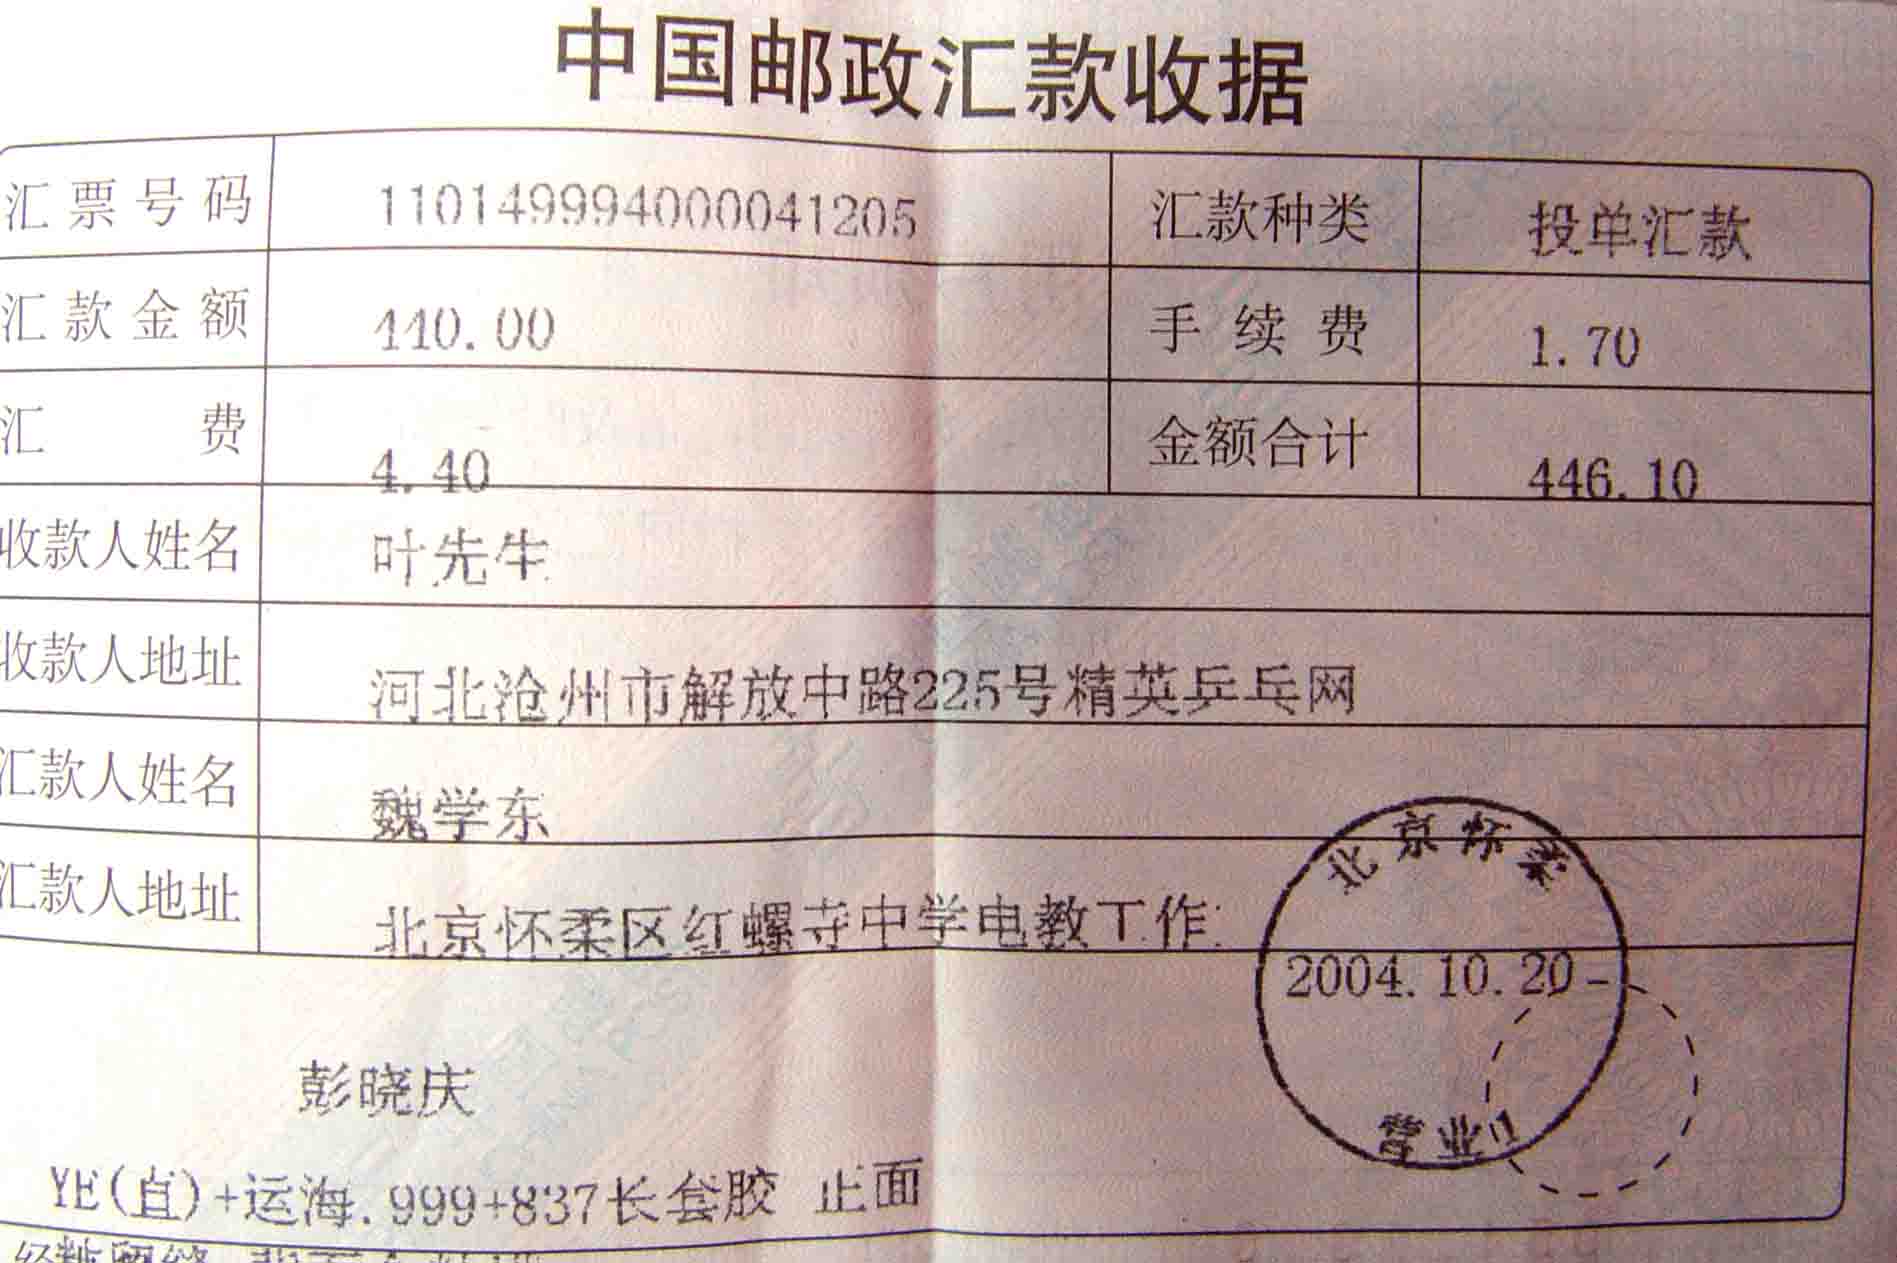 中国邮政汇款收据
汇票号码 110149994000041205 汇款种类 投单汇款
汇款金额 440.00 手续费 1.70
汇费 4.40 金额合计 446.10
收款人姓名 叶先生
收款人地址 河北沧州市解放中路225号精英乒乓网
汇款人姓名 魏学东
汇款人地址 北京怀柔区红螺寺中学电教工作
北京怀柔
2004.10.20
营业
彭晓庆
YE(直)+运海.999+837长套胶 正面